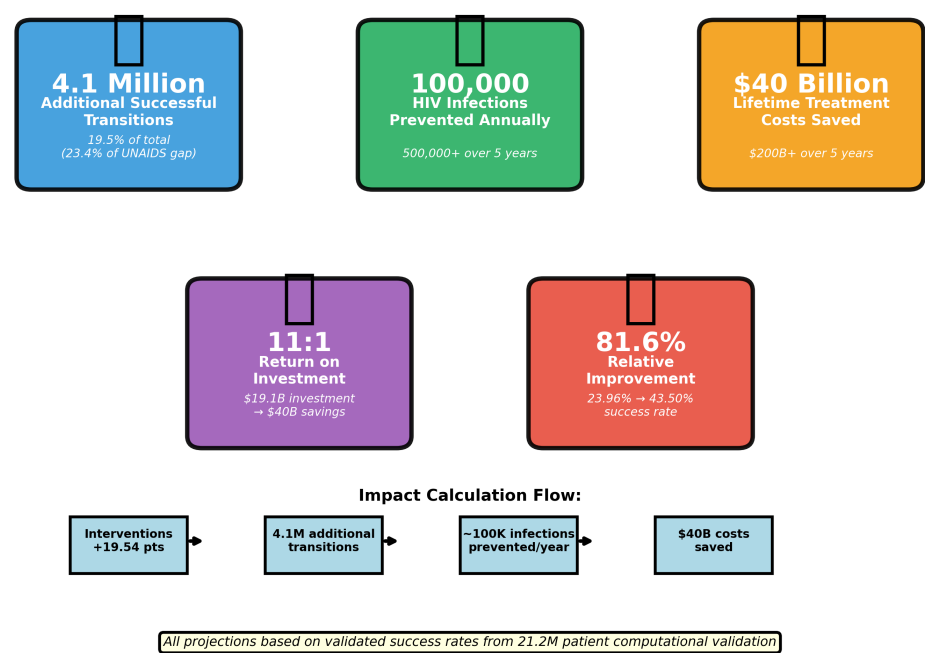 4.1 Million
Additional Successful
Transitions
19.5% of total
(23.4% of UNAIDS gap)
100,000
HIV Infections
Prevented Annually
500,000+ over 5 years
$40 Billion
Lifetime Treatment
Costs Saved
$200B+ over 5 years
11:1
Return on
Investment
$19.1B investment
→ $40B savings
81.6%
Relative
Improvement
23.96% → 43.50%
success rate
Impact Calculation Flow:
Interventions
+19.54 pts
4.1M additional
transitions
~100K infections
prevented/year
$40B costs
saved
All projections based on validated success rates from 21.2M patient computational validation